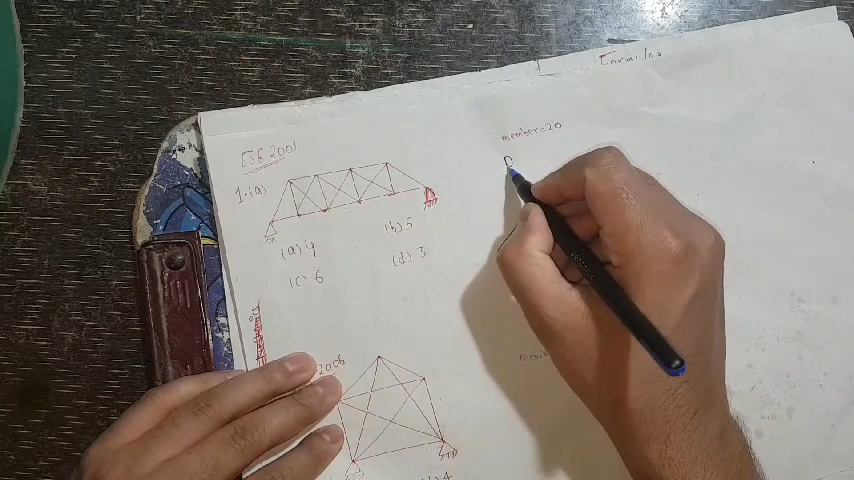 Formulas
member=20
ESE 2001
1.(a)
(a) 4
(b) 5
(c) 6
(d) 3
2006